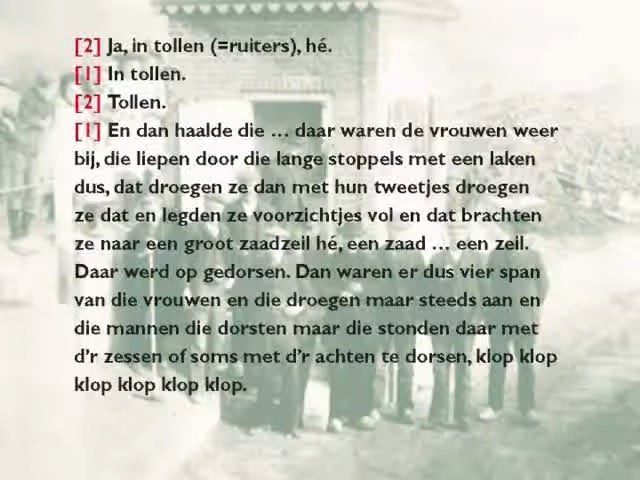 [2] Ja, in tollen (=ruiters), hé.
[1] In tollen.
[2] Tollen.
[1] En dan haalde die … daar waren de vrouwen weer
bij, die liepen door die lange stoppels met een laken
dus, dat droegen ze dan met hun tweetjes droegen
ze dat en legden ze voorzichtjes vol en dat brachten
ze naar een groot zaadzeil hé, een zaad … een zeil.
Daar werd op gedorsen. Dan waren er dus vier span
van die vrouwen en die droegen maar steeds aan en
die mannen die dorsten maar die stonden daar met
d’r zessen of soms met d’r achten te dorsen, klop klop
klop klop klop klop.